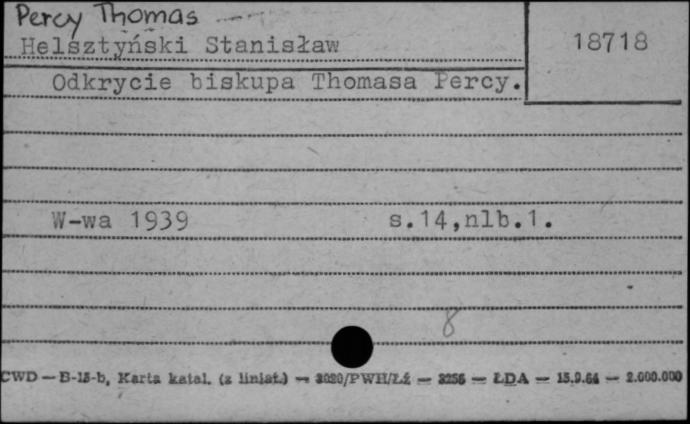 Percy Thomas
Helsztyński Stanisław
18718
Odkrycie biskupa Thomasa Percy.
W-wa 1939 s.14,nlb.1.
8
CWD — B-15-b, Karta katal. (z liniat.) — 3020/PWH/Łź — 3256 — ŁDA — 15.9.64 — 2.000.000